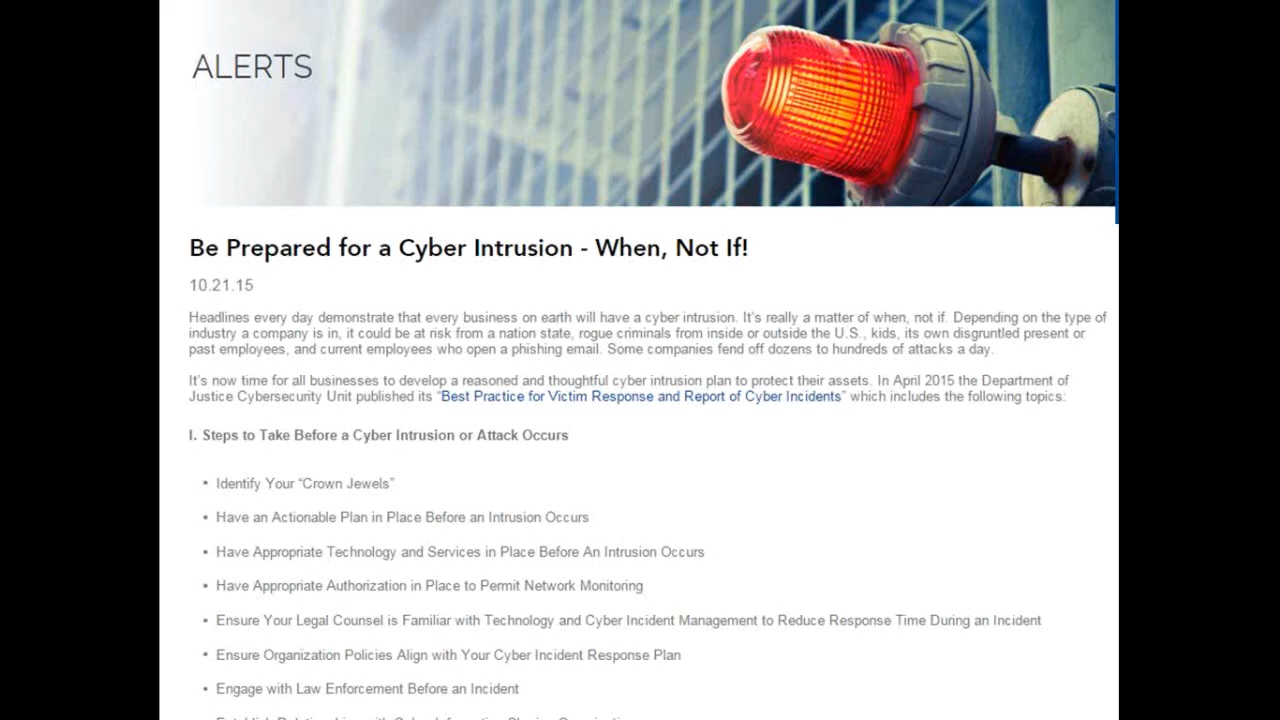 ALERTS
Be Prepared for a Cyber Intrusion - When, Not If!
10.21.15
Headlines every day demonstrate that every business on earth will have a cyber intrusion. It's really a matter of when, not if. Depending on the type of
industry a company is in, it could be at risk from a nation state, rogue criminals from inside or outside the U.S., kids, its own disgruntled present or
past employees, and current employees who open a phishing email. Some companies fend off dozens to hundreds of attacks a day.
It's now time for all businesses to develop a reasoned and thoughtful cyber intrusion plan to protect their assets. In April 2015 the Department of
Justice Cybersecurity Unit published its “Best Practice for Victim Response and Report of Cyber Incidents” which includes the following topics:
I. Steps to Take Before a Cyber Intrusion or Attack Occurs
• Identify Your “Crown Jewels”
• Have an Actionable Plan in Place Before an Intrusion Occurs
• Have Appropriate Technology and Services in Place Before An Intrusion Occurs
• Have Appropriate Authorization in Place to Permit Network Monitoring
• Ensure Your Legal Counsel is Familiar with Technology and Cyber Incident Management to Reduce Response Time During an Incident
• Ensure Organization Policies Align with Your Cyber Incident Response Plan
• Engage with Law Enforcement Before an Incident